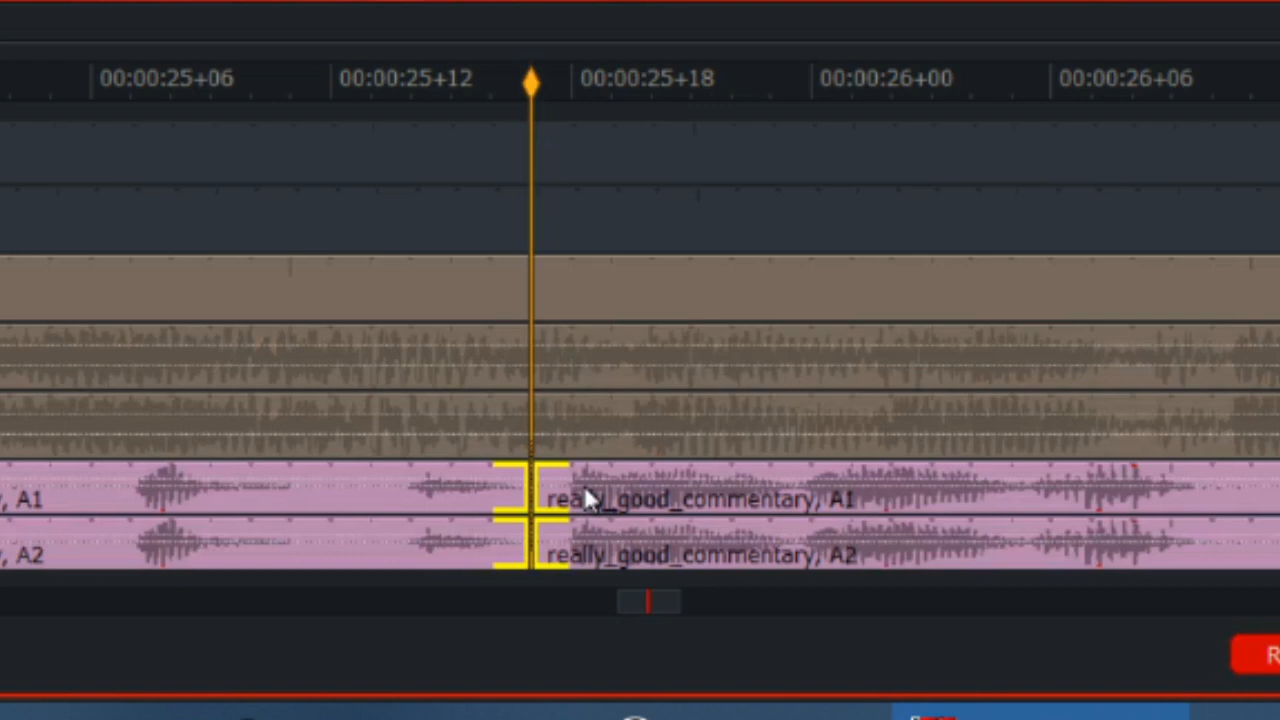 00:00:25+06 00:00:25+12 00:00:25+18 00:00:26+00 00:00:26+06
, A1 really_good_commentary, A1
, A2 really_good_commentary, A2
R